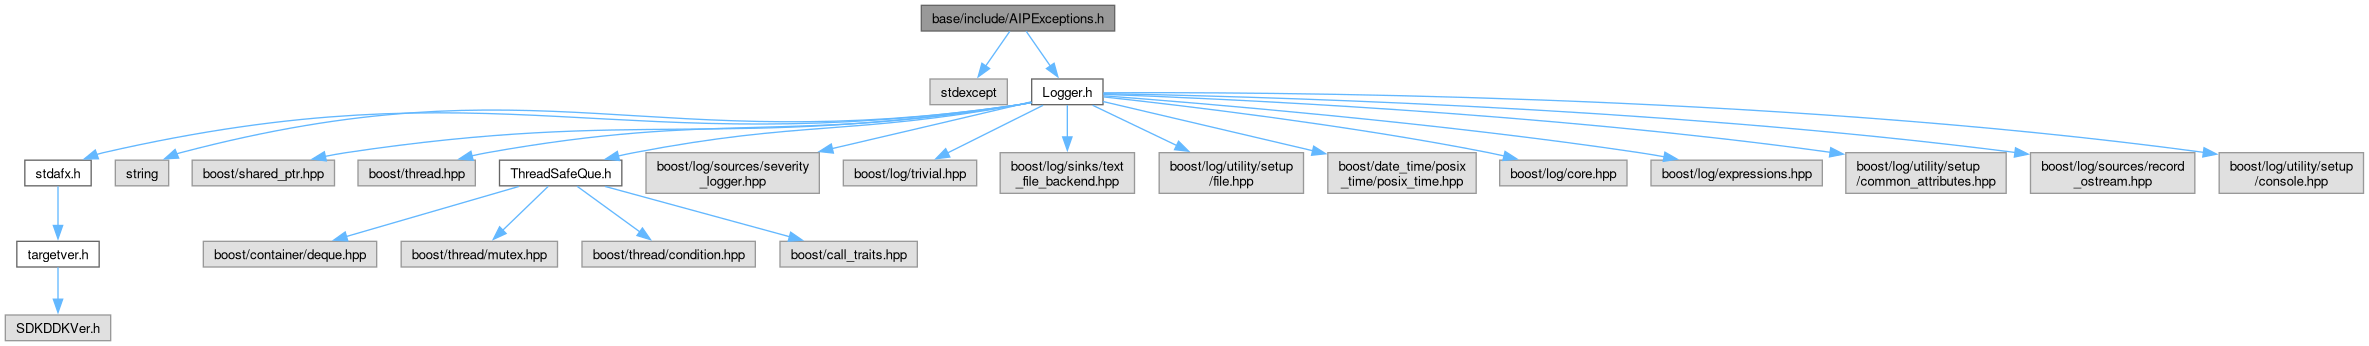 base/include/AIPExceptions.h
stdexcept
Logger.h
stdafx.h
string
boost/shared_ptr.hpp
boost/thread.hpp
ThreadSafeQue.h
boost/log/sources/severity
_logger.hpp
boost/log/trivial.hpp
boost/log/sinks/text
_file_backend.hpp
boost/log/utility/setup
/file.hpp
boost/date_time/posix
_time/posix_time.hpp
boost/log/core.hpp
boost/log/expressions.hpp
boost/log/utility/setup
/common_attributes.hpp
boost/log/sources/record
_ostream.hpp
boost/log/utility/setup
/console.hpp
targetver.h
boost/container/deque.hpp
boost/thread/mutex.hpp
boost/thread/condition.hpp
boost/call_traits.hpp
SDKDDKVer.h